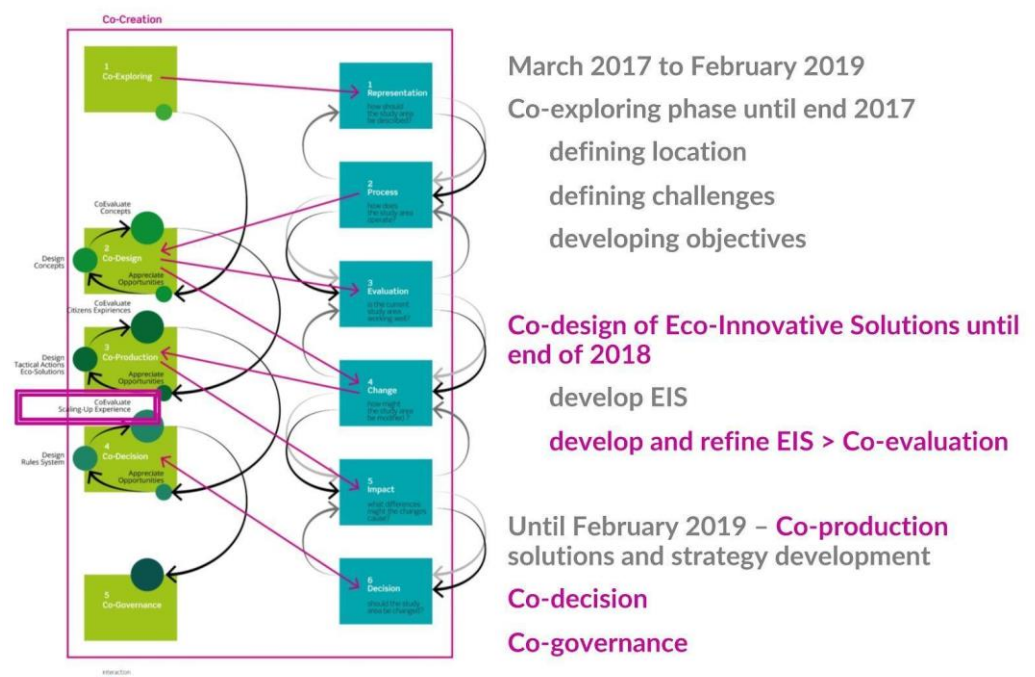 Co-Creation
1
Co-Exploring
CoEvaluate
Concepts
2
Co-Design
Design
Concepts
Appreciate
Opportunities
CoEvaluate
Citizens Expiriences
3
Co-Production
Design
Tactical Actions
Eco-Solutions
Appreciate
Opportunities
CoEvaluate
Scaling-Up Experience
4
Co-Decision
Design
Rules System
Appreciate
Opportunities
5
Co-Governance
Interaction
1
Representation
How should
the study area
be described?
2
Process
How does
the study area
operate?
3
Evaluation
is the current
study area
working well?
4
Change
how might
the study area
be modified ?
5
Impact
what differences
might the changes
cause?
6
Decision
should the study
area be changed?
March 2017 to February 2019
Co-exploring phase until end 2017
defining location
defining challenges
developing objectives
Co-design of Eco-Innovative Solutions until
end of 2018
develop EIS
develop and refine EIS > Co-evaluation
Until February 2019 – Co-production
solutions and strategy development
Co-decision
Co-governance